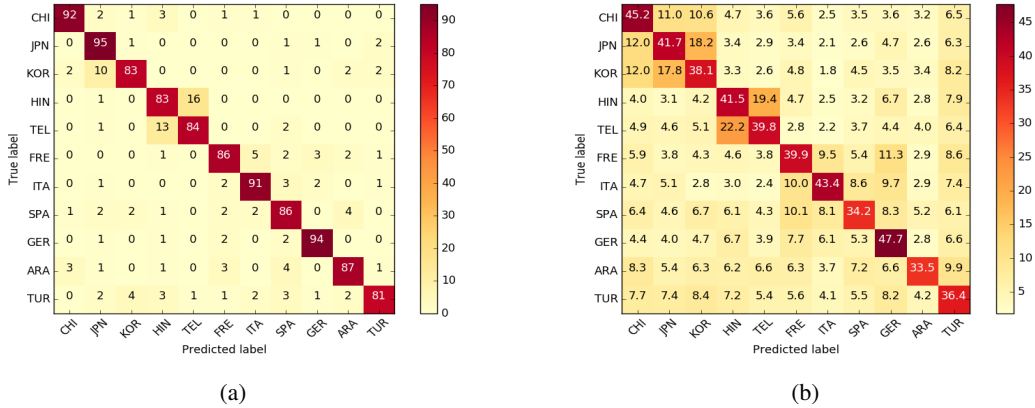 CHI 92 2 1 3 0 1 1 0 0 0 0
JPN 0 95 1 0 0 0 0 1 1 0 2
KOR 2 10 83 0 0 0 0 1 0 2 2
HIN 0 1 0 83 16 0 0 0 0 0 0
TEL 0 1 0 13 84 0 0 2 0 0 0
FRE 0 0 0 1 0 86 5 2 3 2 1
ITA 0 1 0 0 0 2 91 3 2 0 1
SPA 1 2 2 1 0 2 2 86 0 4 0
GER 0 1 0 1 0 2 0 2 94 0 0
ARA 3 1 0 1 0 3 0 4 0 87 1
TUR 0 2 4 3 1 1 2 3 1 2 81
CHI JPN KOR HIN TEL FRE ITA SPA GER ARA TUR
True label
Predicted label
90
80
70
60
50
40
30
20
10
0
(a)
CHI 45.2 11.0 10.6 4.7 3.6 5.6 2.5 3.5 3.6 3.2 6.5
JPN 12.0 41.7 18.2 3.4 2.9 3.4 2.1 2.8 4.7 2.6 6.3
KOR 12.0 17.8 38.1 3.3 2.6 4.8 1.8 4.5 3.5 3.4 8.2
HIN 4.0 3.1 4.2 41.5 19.4 4.7 2.5 3.2 6.7 2.8 7.9
TEL 4.9 4.6 5.1 22.2 39.8 2.8 2.2 3.7 4.4 4.0 6.4
FRE 5.9 3.8 4.3 4.6 3.8 39.9 9.5 5.4 11.3 2.9 8.6
ITA 4.7 5.1 2.8 3.0 2.4 10.0 43.4 8.6 9.7 2.9 7.4
SPA 6.4 4.6 6.7 6.1 4.3 10.1 8.1 34.2 8.3 5.2 6.1
GER 4.4 4.0 4.7 6.7 3.9 7.7 6.1 5.3 47.7 2.8 6.6
ARA 8.3 5.4 6.3 6.2 6.6 6.3 3.7 7.2 6.6 33.5 9.9
TUR 7.7 7.4 8.4 7.2 5.4 5.6 4.1 5.5 8.2 4.2 36.4
CHI JPN KOR HIN TEL FRE ITA SPA GER ARA TUR
True label
Predicted label
45
40
35
30
25
20
15
10
5
(b)